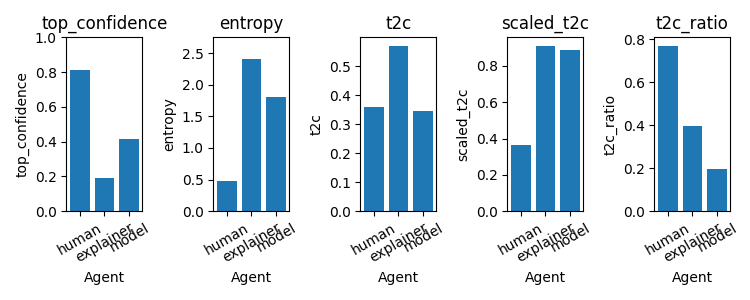 top_confidence
top_confidence
1.0
0.8
0.6
0.4
0.2
0.0
human
explainer
model
Agent
entropy
entropy
2.5
2.0
1.5
1.0
0.5
0.0
human
explainer
model
Agent
t2c
t2c
0.5
0.4
0.3
0.2
0.1
0.0
human
explainer
model
Agent
scaled_t2c
scaled_t2c
0.8
0.6
0.4
0.2
0.0
human
explainer
model
Agent
t2c_ratio
t2c_ratio
0.8
0.6
0.4
0.2
0.0
human
explainer
model
Agent